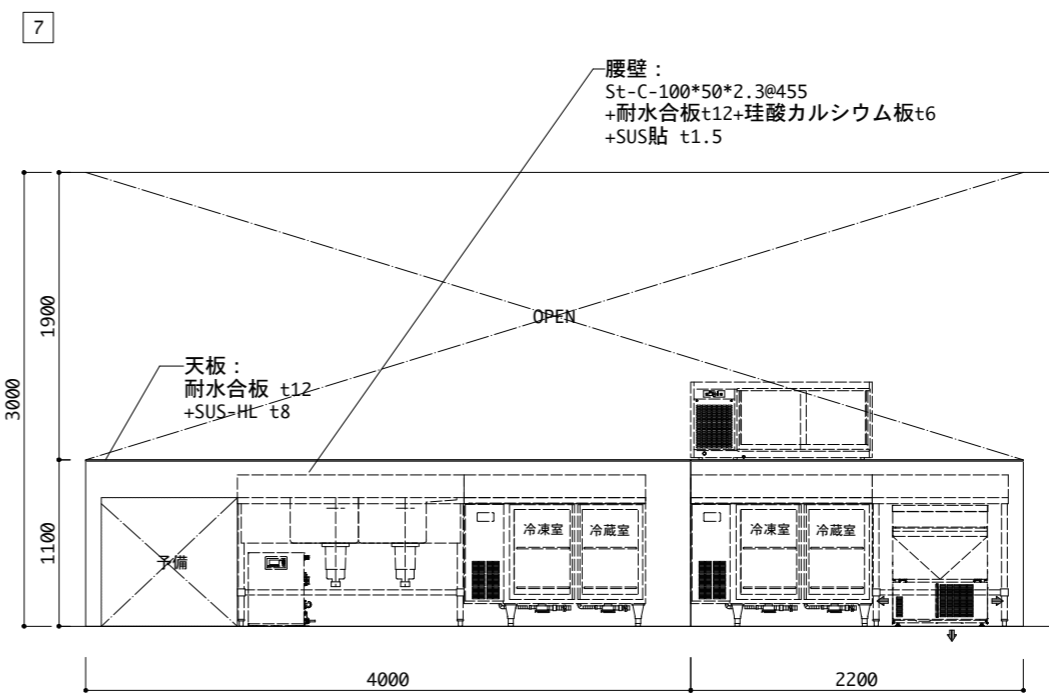 7
腰壁：
St-C-100*50*2.3@455
+耐水合板t12+珪酸カルシウム板t6
+SUS貼 t1.5
1900
3000
OPEN
天板：
耐水合板 t12
+SUS-HL t8
1100
予備
冷凍室
冷蔵室
冷凍室
冷蔵室
4000
2200